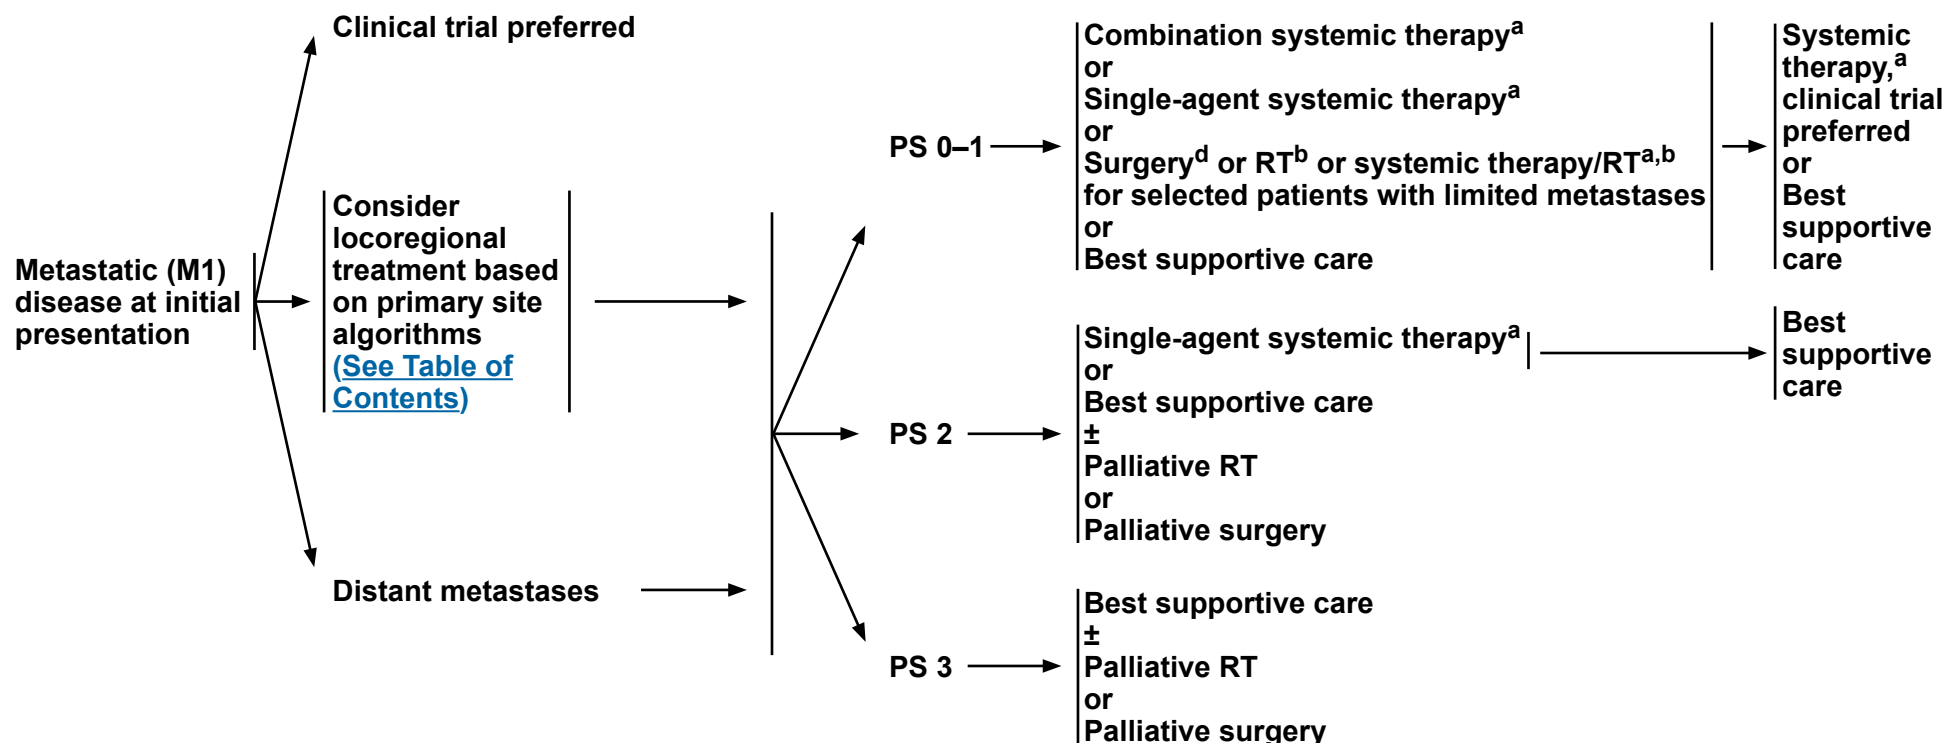 Clinical trial preferred
Metastatic (M1)
disease at initial
presentation
Consider
locoregional
treatment based
on primary site
algorithms
(See Table of
Contents)
Distant metastases
PS 0–1
Combination systemic therapyᵃ
or
Single-agent systemic therapyᵃ
or
Surgeryᵈ or RTᵇ or systemic therapy/RTᵃ,ᵇ
for selected patients with limited metastases
or
Best supportive care
Systemic
therapy,ᵃ
clinical trial
preferred
or
Best
supportive
care
PS 2
Single-agent systemic therapyᵃ
or
Best supportive care
±
Palliative RT
or
Palliative surgery
Best
supportive
care
PS 3
Best supportive care
±
Palliative RT
or
Palliative surgery